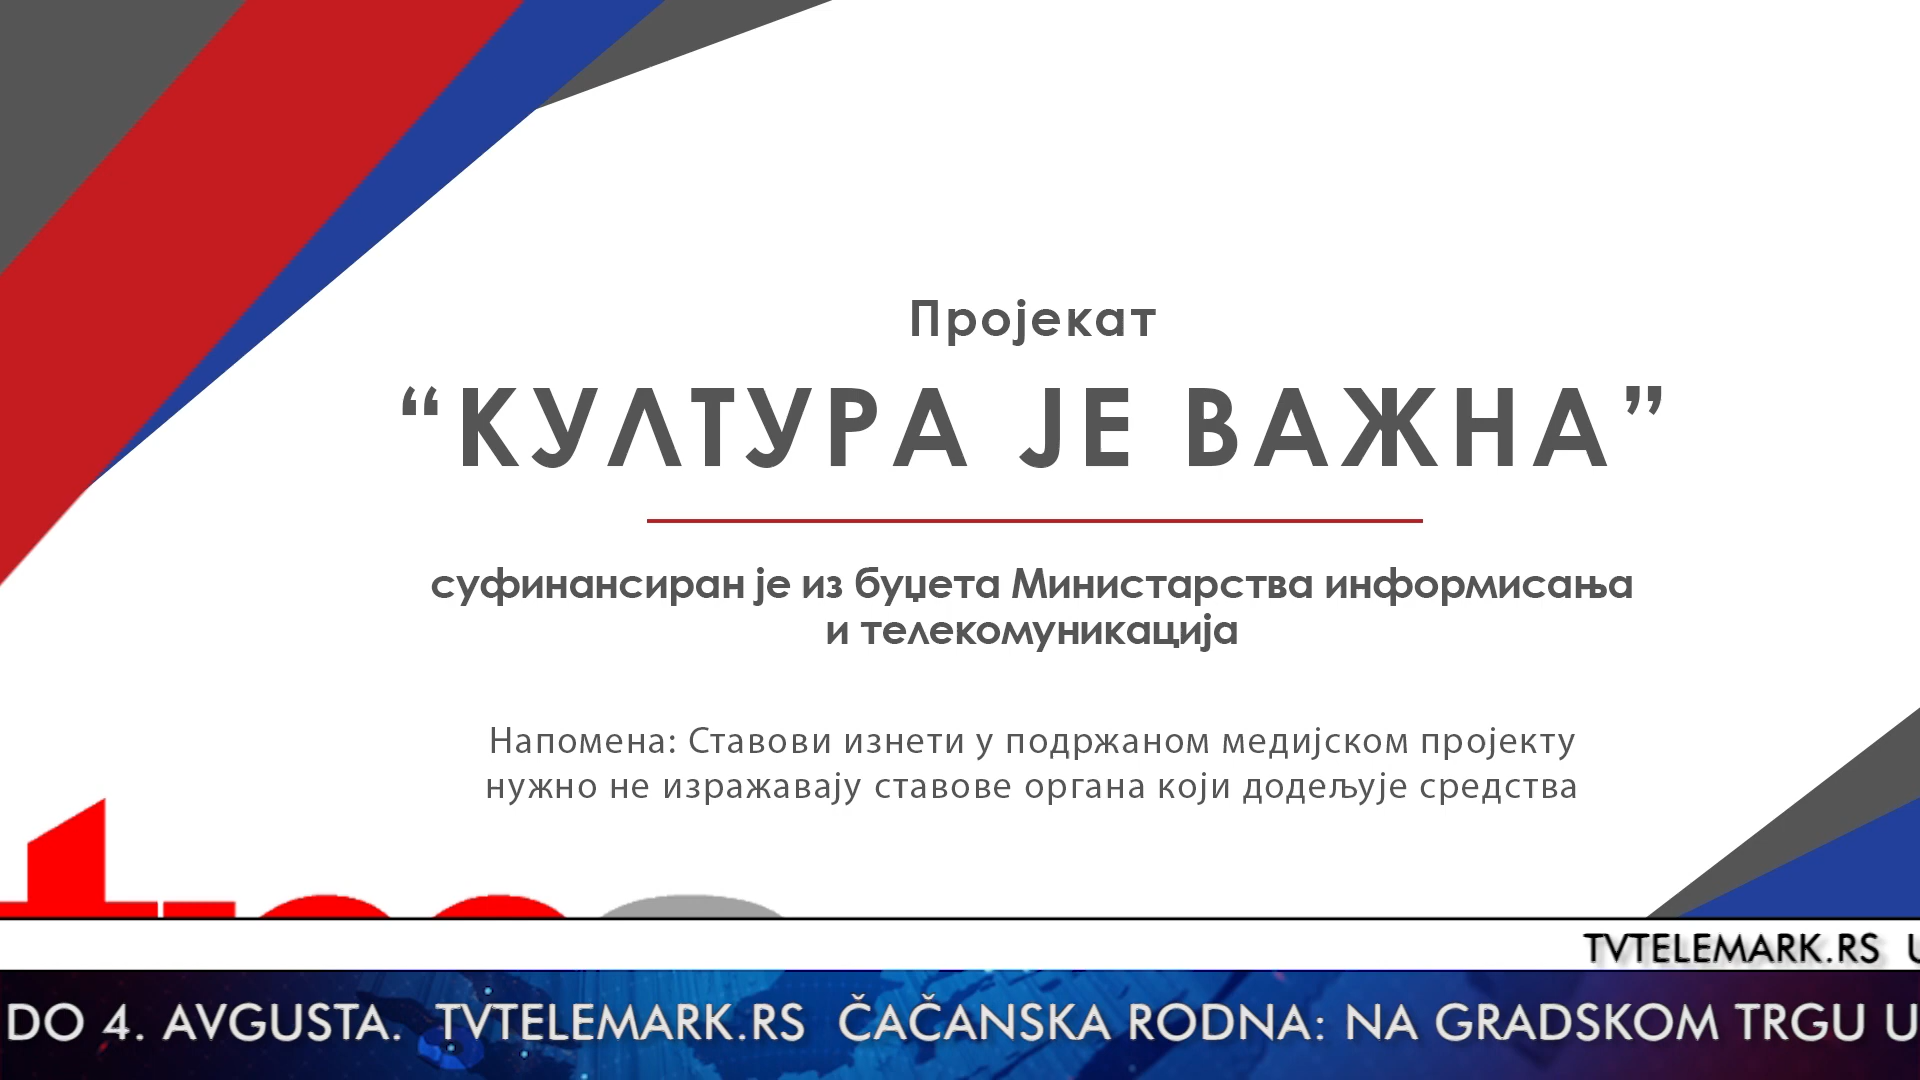 Пројекат
“КУЛТУРА ЈЕ ВАЖНА”
суфинансиран је из буџета Министарства информисања
и телекомуникација
Напомена: Ставови изнети у подржаном медијском пројекту
нужно не изражавају ставове органа који додељује средства
TVTELEMARK.RS
DO 4. AVGUSTA. TVTELEMARK.RS ČAČANSKA RODNA: NA GRADSKOM TRGU U